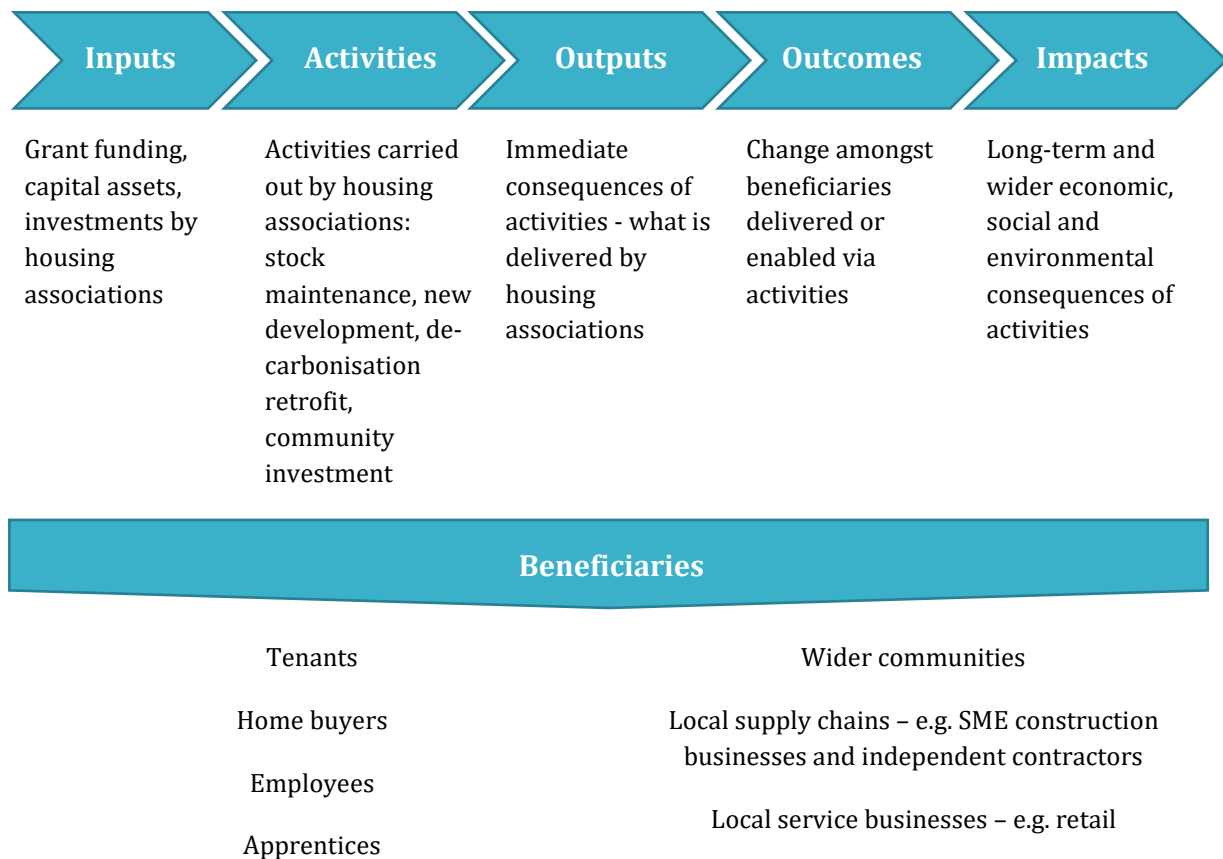 Inputs
Activities
Outputs
Outcomes
Impacts
Grant funding,
capital assets,
investments by
housing
associations
Activities carried
out by housing
associations:
stock
maintenance, new
development, de-
carbonisation
retrofit,
community
investment
Immediate
consequences of
activities - what is
delivered by
housing
associations
Change amongst
beneficiaries
delivered or
enabled via
activities
Long-term and
wider economic,
social and
environmental
consequences of
activities
Beneficiaries
Tenants
Home buyers
Employees
Apprentices
Wider communities
Local supply chains – e.g. SME construction
businesses and independent contractors
Local service businesses – e.g. retail